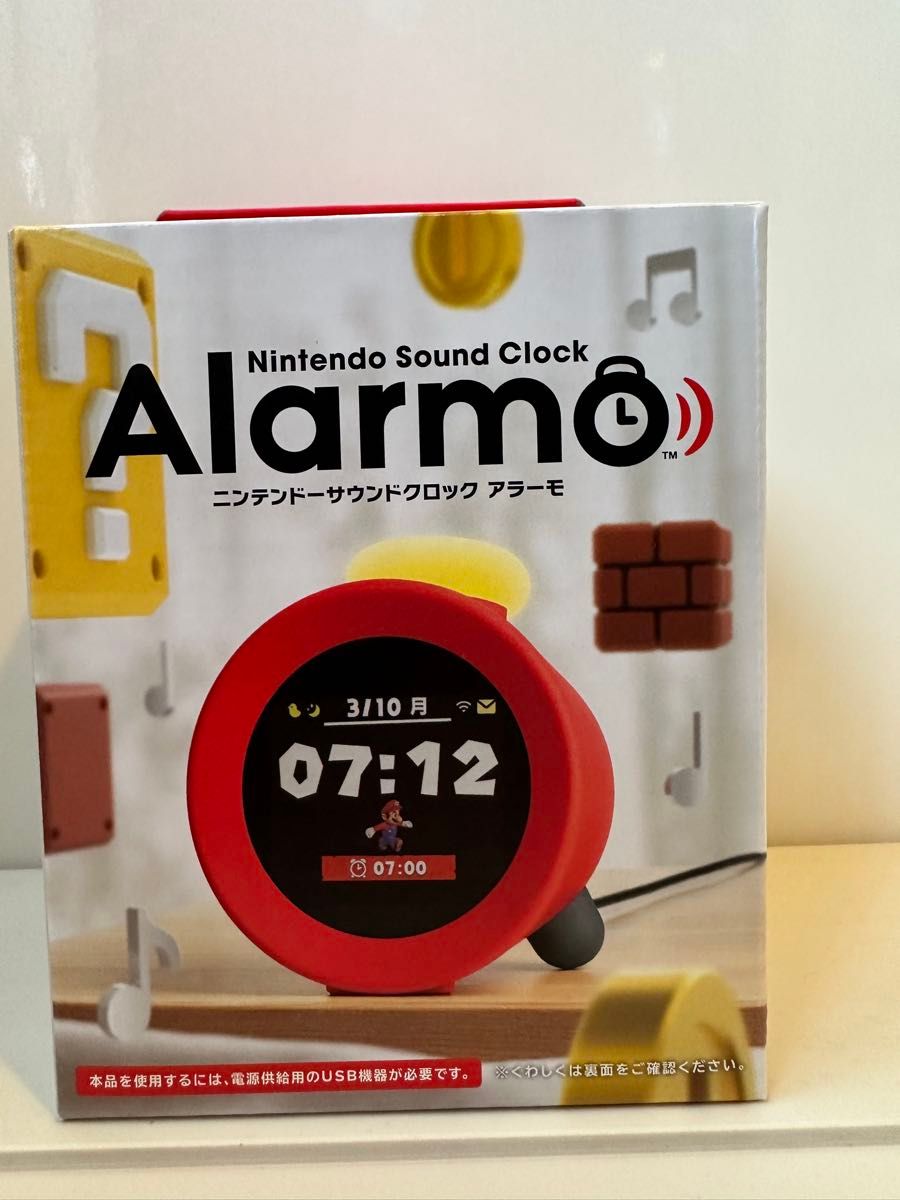 Nintendo Sound Clock
Alarmo
TM
ニンテンドーサウンドクロック アラーモ
3/10 月
07:12
07:00
本品を使用するには、電源供給用のUSB機器が必要です。
※くわしくは裏面をご確認ください。